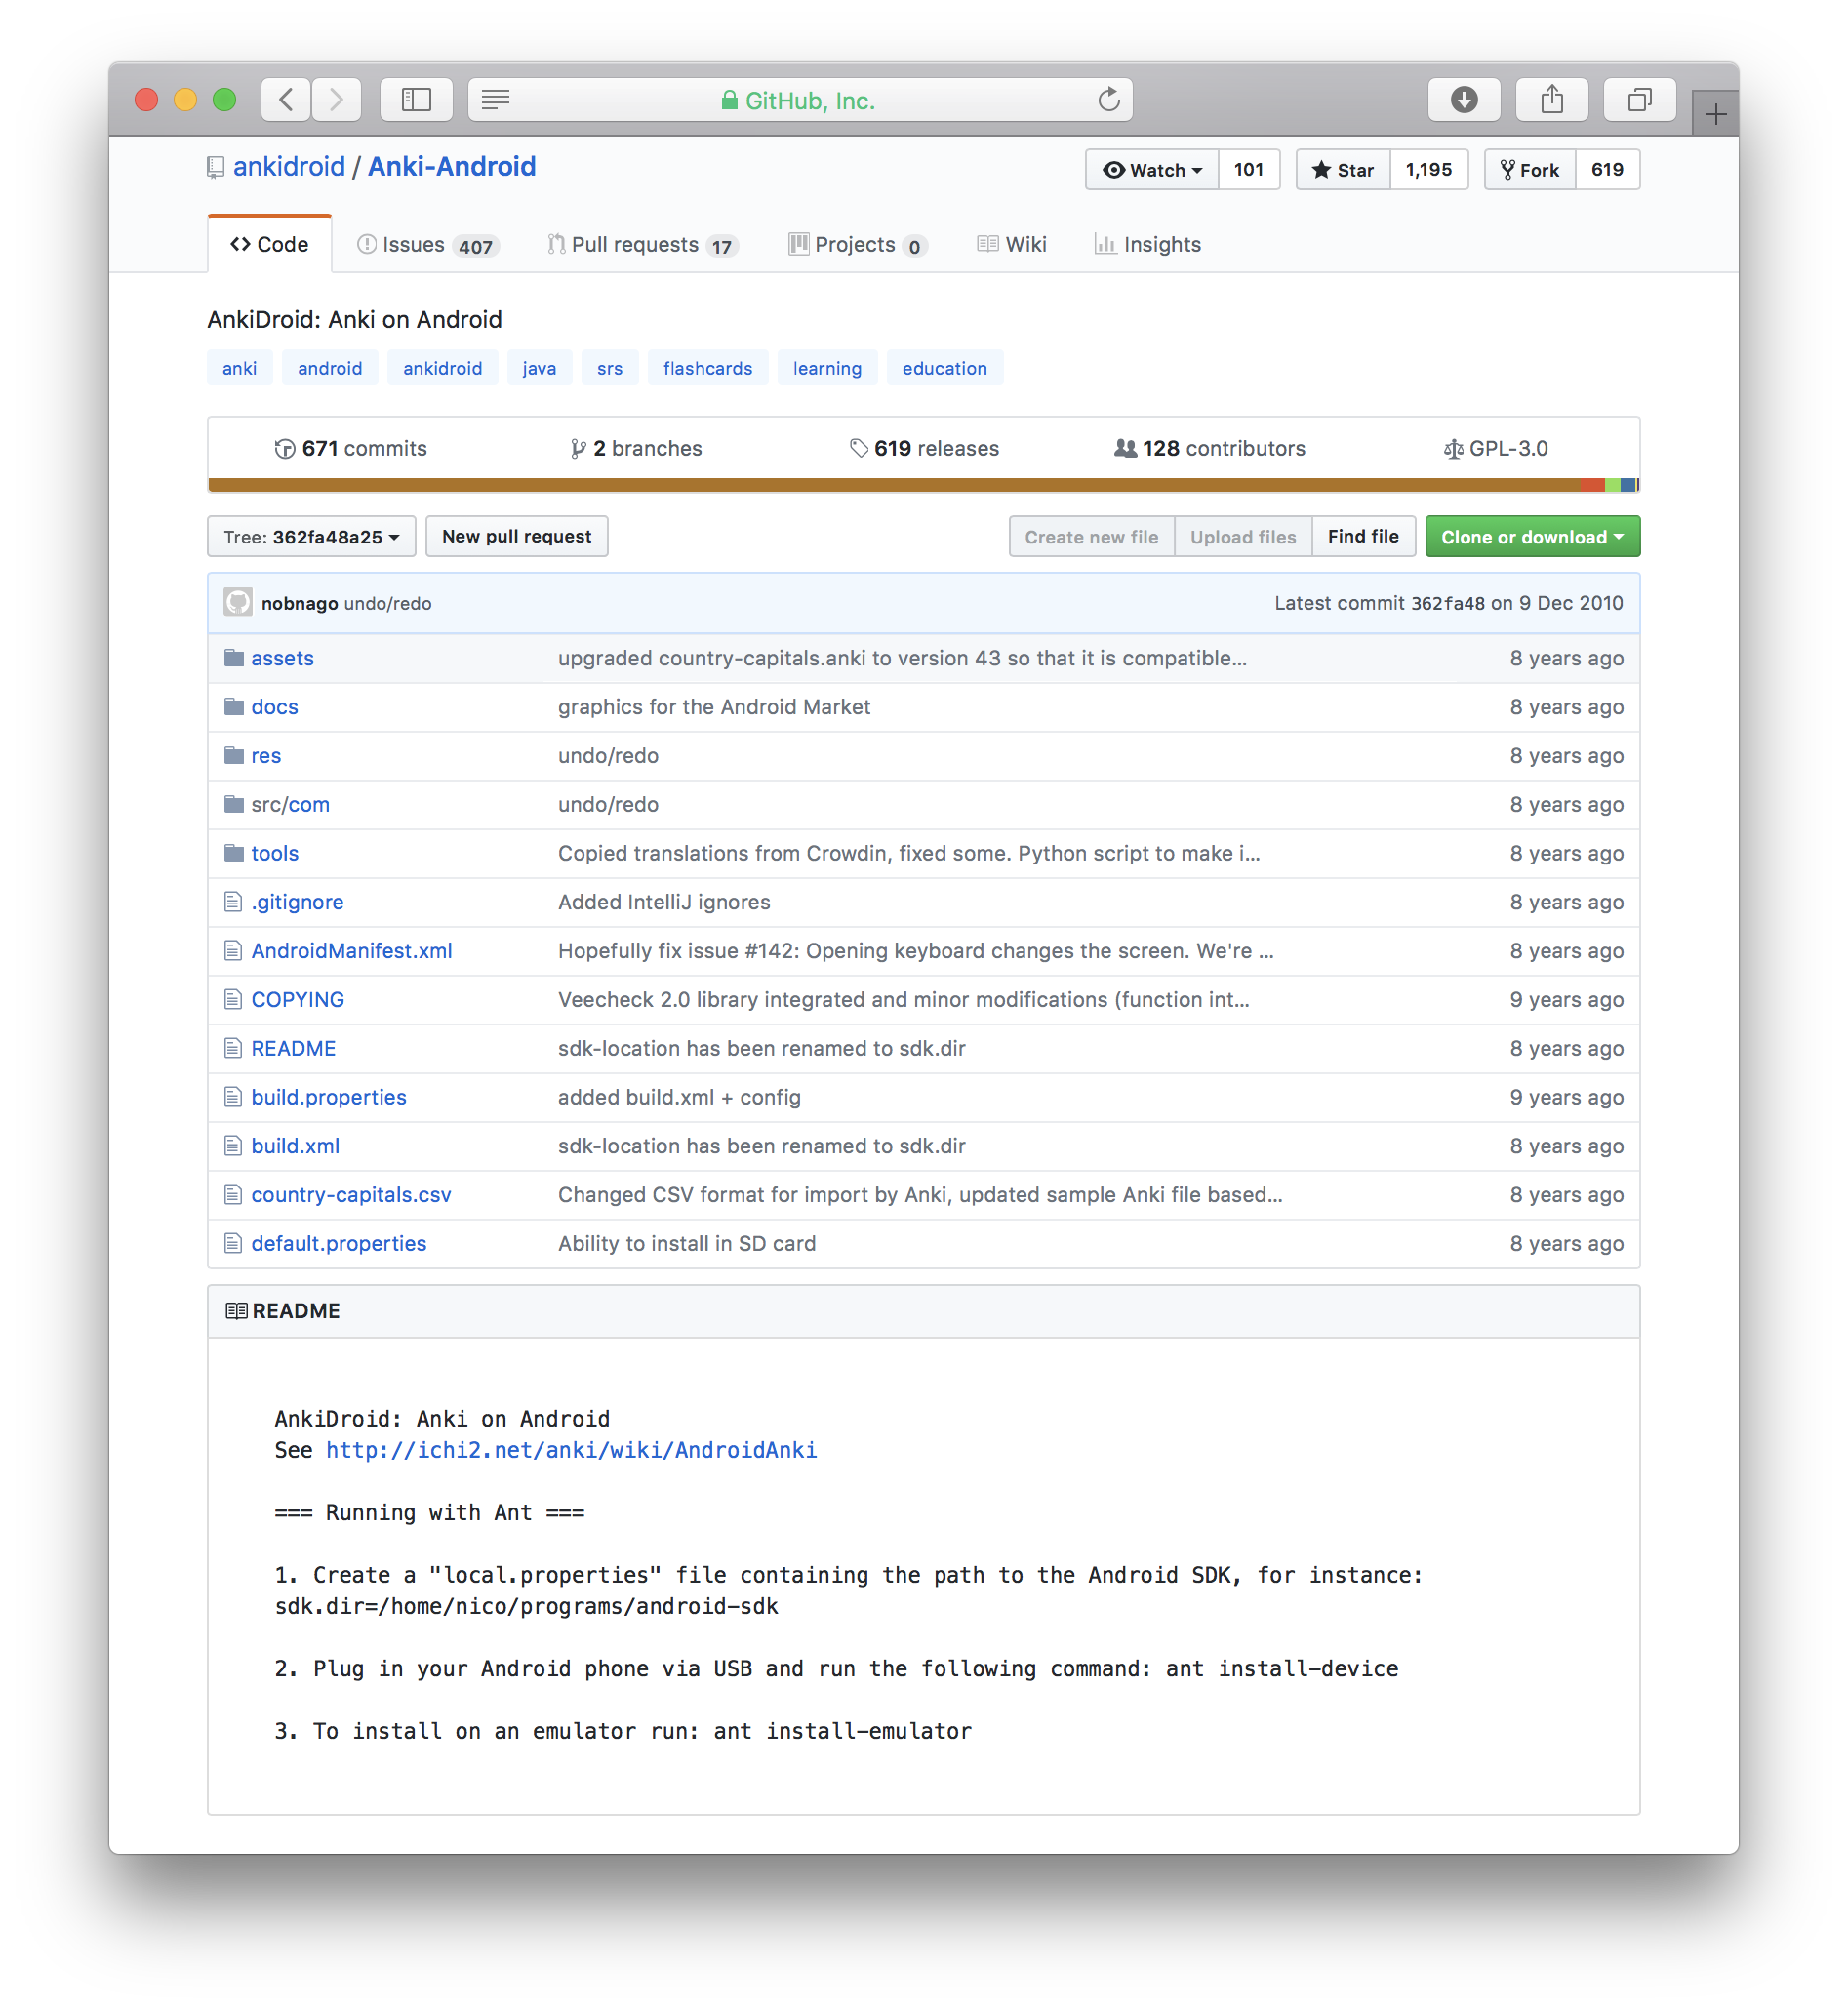 GitHub, Inc.
ankidroid / Anki-Android
Watch 101 Star 1,195 Fork 619
Code Issues 407 Pull requests 17 Projects 0 Wiki Insights
AnkiDroid: Anki on Android
anki android ankidroid java srs flashcards learning education
671 commits 2 branches 619 releases 128 contributors GPL-3.0
Tree: 362fa48a25 New pull request Create new file Upload files Find file Clone or download
nobnago undo/redo Latest commit 362fa48 on 9 Dec 2010
assets upgraded country-capitals.anki to version 43 so that it is compatible... 8 years ago
docs graphics for the Android Market 8 years ago
res undo/redo 8 years ago
src/com undo/redo 8 years ago
tools Copied translations from Crowdin, fixed some. Python script to make i... 8 years ago
.gitignore Added IntelliJ ignores 8 years ago
AndroidManifest.xml Hopefully fix issue #142: Opening keyboard changes the screen. We're ... 8 years ago
COPYING Veecheck 2.0 library integrated and minor modifications (function int... 9 years ago
README sdk-location has been renamed to sdk.dir 8 years ago
build.properties added build.xml + config 9 years ago
build.xml sdk-location has been renamed to sdk.dir 8 years ago
country-capitals.csv Changed CSV format for import by Anki, updated sample Anki file based... 8 years ago
default.properties Ability to install in SD card 8 years ago
README
AnkiDroid: Anki on Android
See http://ichi2.net/anki/wiki/AndroidAnki
=== Running with Ant ===
1. Create a "local.properties" file containing the path to the Android SDK, for instance:
sdk.dir=/home/nico/programs/android-sdk
2. Plug in your Android phone via USB and run the following command: ant install-device
3. To install on an emulator run: ant install-emulator